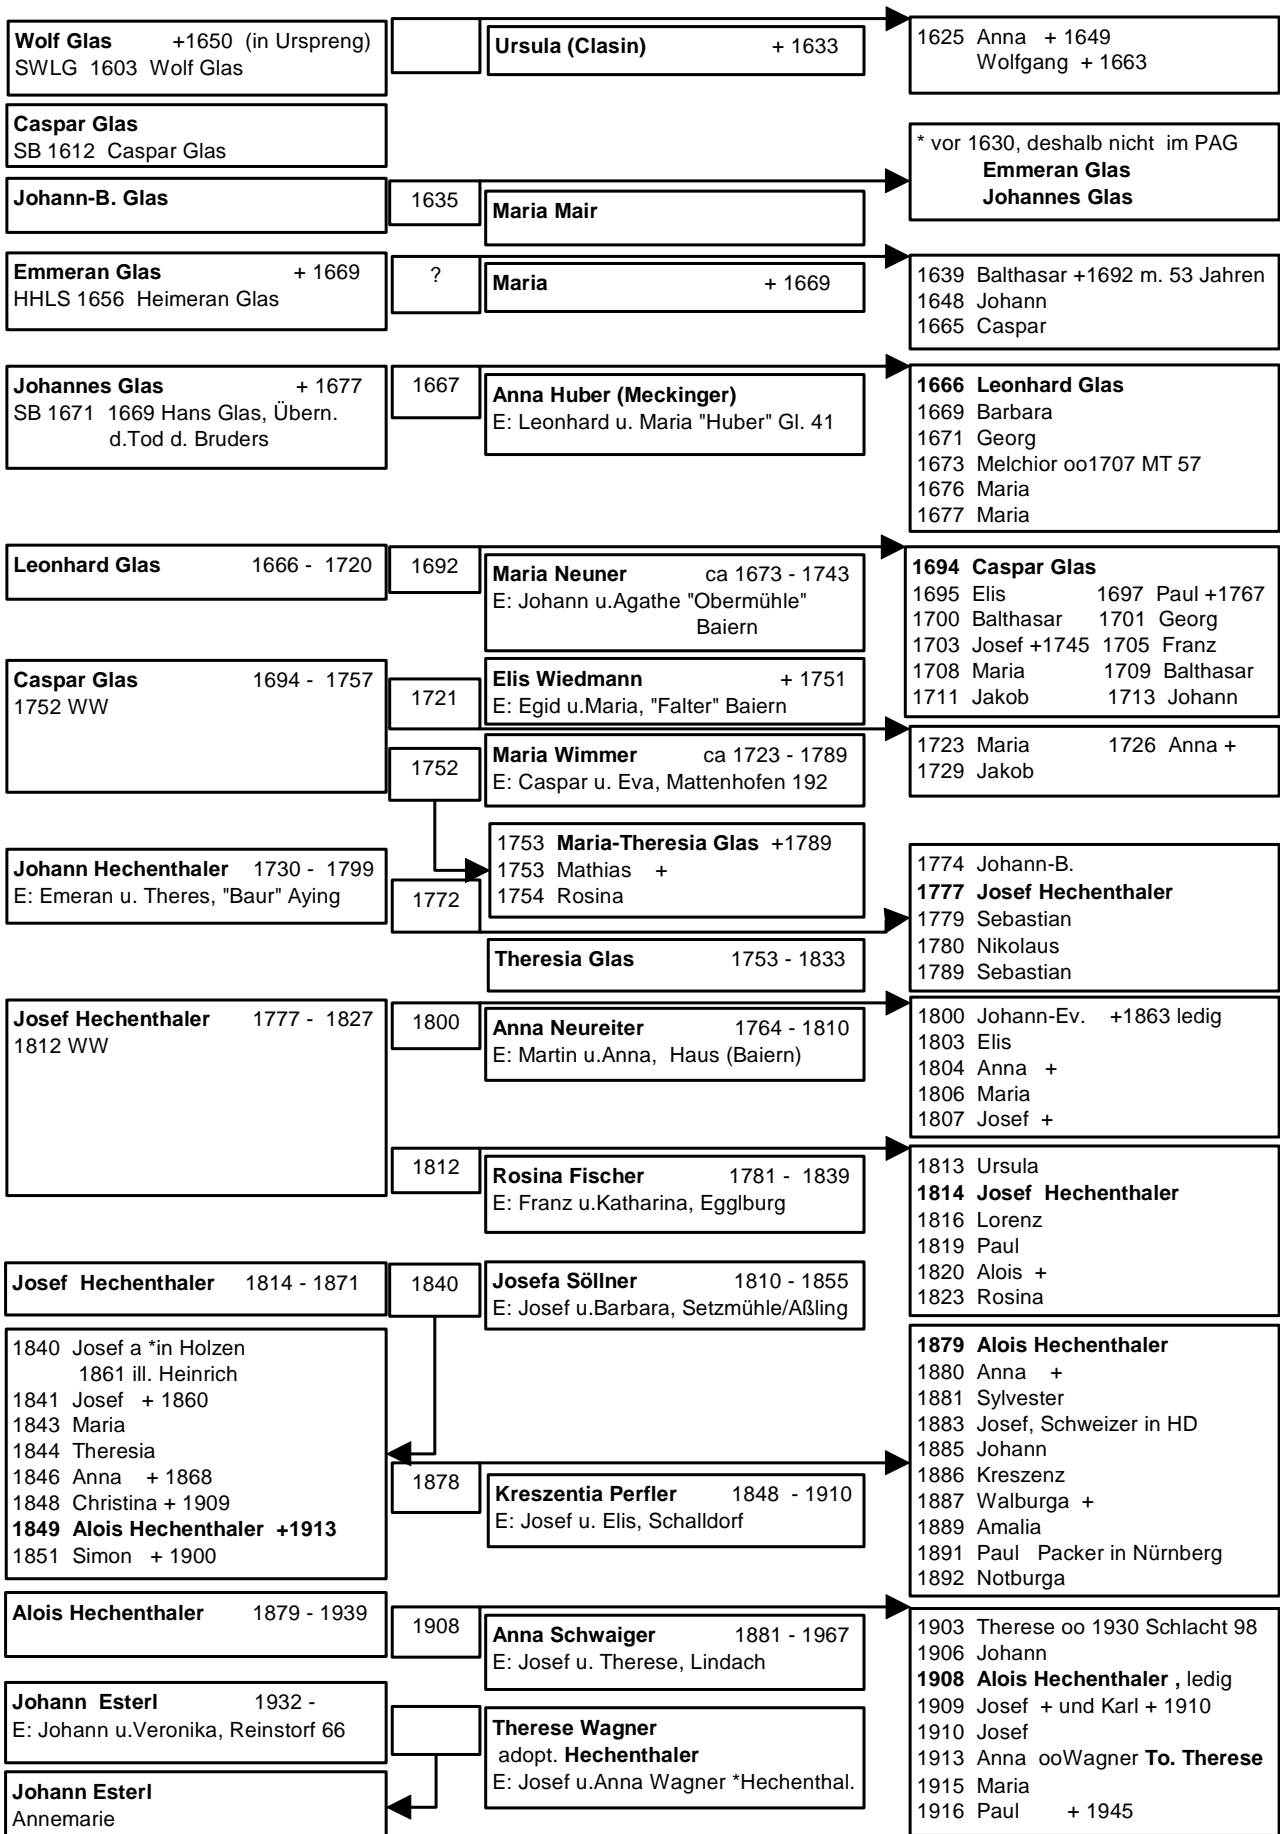 Wolf Glas +1650 (in Urspreng)
SWLG 1603 Wolf Glas
Ursula (Clasin) + 1633
1625 Anna + 1649
Wolfgang + 1663
Caspar Glas
SB 1612 Caspar Glas
* vor 1630, deshalb nicht im PAG
Emmeran Glas
Johannes Glas
Johann-B. Glas
1635
Maria Mair
Emmeran Glas + 1669
HHLS 1656 Heimeran Glas
?
Maria + 1669
1639 Balthasar +1692 m. 53 Jahren
1648 Johann
1665 Caspar
Johannes Glas + 1677
SB 1671 1669 Hans Glas, Übern.
d.Tod d. Bruders
1667
Anna Huber (Meckinger)
E: Leonhard u. Maria "Huber" Gl. 41
1666 Leonhard Glas
1669 Barbara
1671 Georg
1673 Melchior oo1707 MT 57
1676 Maria
1677 Maria
Leonhard Glas 1666 - 1720
1692
Maria Neuner ca 1673 - 1743
E: Johann u.Agathe "Obermühle"
Baiern
1694 Caspar Glas
1695 Elis 1697 Paul +1767
1700 Balthasar 1701 Georg
1703 Josef +1745 1705 Franz
1708 Maria 1709 Balthasar
1711 Jakob 1713 Johann
Caspar Glas 1694 - 1757
1752 WW
1721
Elis Wiedmann + 1751
E: Egid u.Maria, "Falter" Baiern
1723 Maria 1726 Anna +
1729 Jakob
1752
Maria Wimmer ca 1723 - 1789
E: Caspar u. Eva, Mattenhofen 192
1753 Maria-Theresia Glas +1789
1753 Mathias +
1754 Rosina
Johann Hechenthaler 1730 - 1799
E: Emeran u. Theres, "Baur" Aying
1772
Theresia Glas 1753 - 1833
1774 Johann-B.
1777 Josef Hechenthaler
1779 Sebastian
1780 Nikolaus
1789 Sebastian
Josef Hechenthaler 1777 - 1827
1812 WW
1800
Anna Neureiter 1764 - 1810
E: Martin u.Anna, Haus (Baiern)
1800 Johann-Ev. +1863 ledig
1803 Elis
1804 Anna +
1806 Maria
1807 Josef +
1812
Rosina Fischer 1781 - 1839
E: Franz u.Katharina, Egglburg
1813 Ursula
1814 Josef Hechenthaler
1816 Lorenz
1819 Paul
1820 Alois +
1823 Rosina
Josef Hechenthaler 1814 - 1871
1840
Josefa Söllner 1810 - 1855
E: Josef u.Barbara, Setzmühle/Aßling
1840 Josef a *in Holzen
1861 ill. Heinrich
1841 Josef + 1860
1843 Maria
1844 Theresia
1846 Anna + 1868
1848 Christina + 1909
1849 Alois Hechenthaler +1913
1851 Simon + 1900
1878
Kreszentia Perfler 1848 - 1910
E: Josef u. Elis, Schalldorf
1879 Alois Hechenthaler
1880 Anna +
1881 Sylvester
1883 Josef, Schweizer in HD
1885 Johann
1886 Kreszenz
1887 Walburga +
1889 Amalia
1891 Paul Packer in Nürnberg
1892 Notburga
Alois Hechenthaler 1879 - 1939
1908
Anna Schwaiger 1881 - 1967
E: Josef u. Therese, Lindach
1903 Therese oo 1930 Schlacht 98
1906 Johann
1908 Alois Hechenthaler , ledig
1909 Josef + und Karl + 1910
1910 Josef
1913 Anna ooWagner To. Therese
1915 Maria
1916 Paul + 1945
Johann Esterl 1932 -
E: Johann u.Veronika, Reinstorf 66
Therese Wagner
adopt. Hechenthaler
E: Josef u.Anna Wagner *Hechenthal.
Johann Esterl
Annemarie